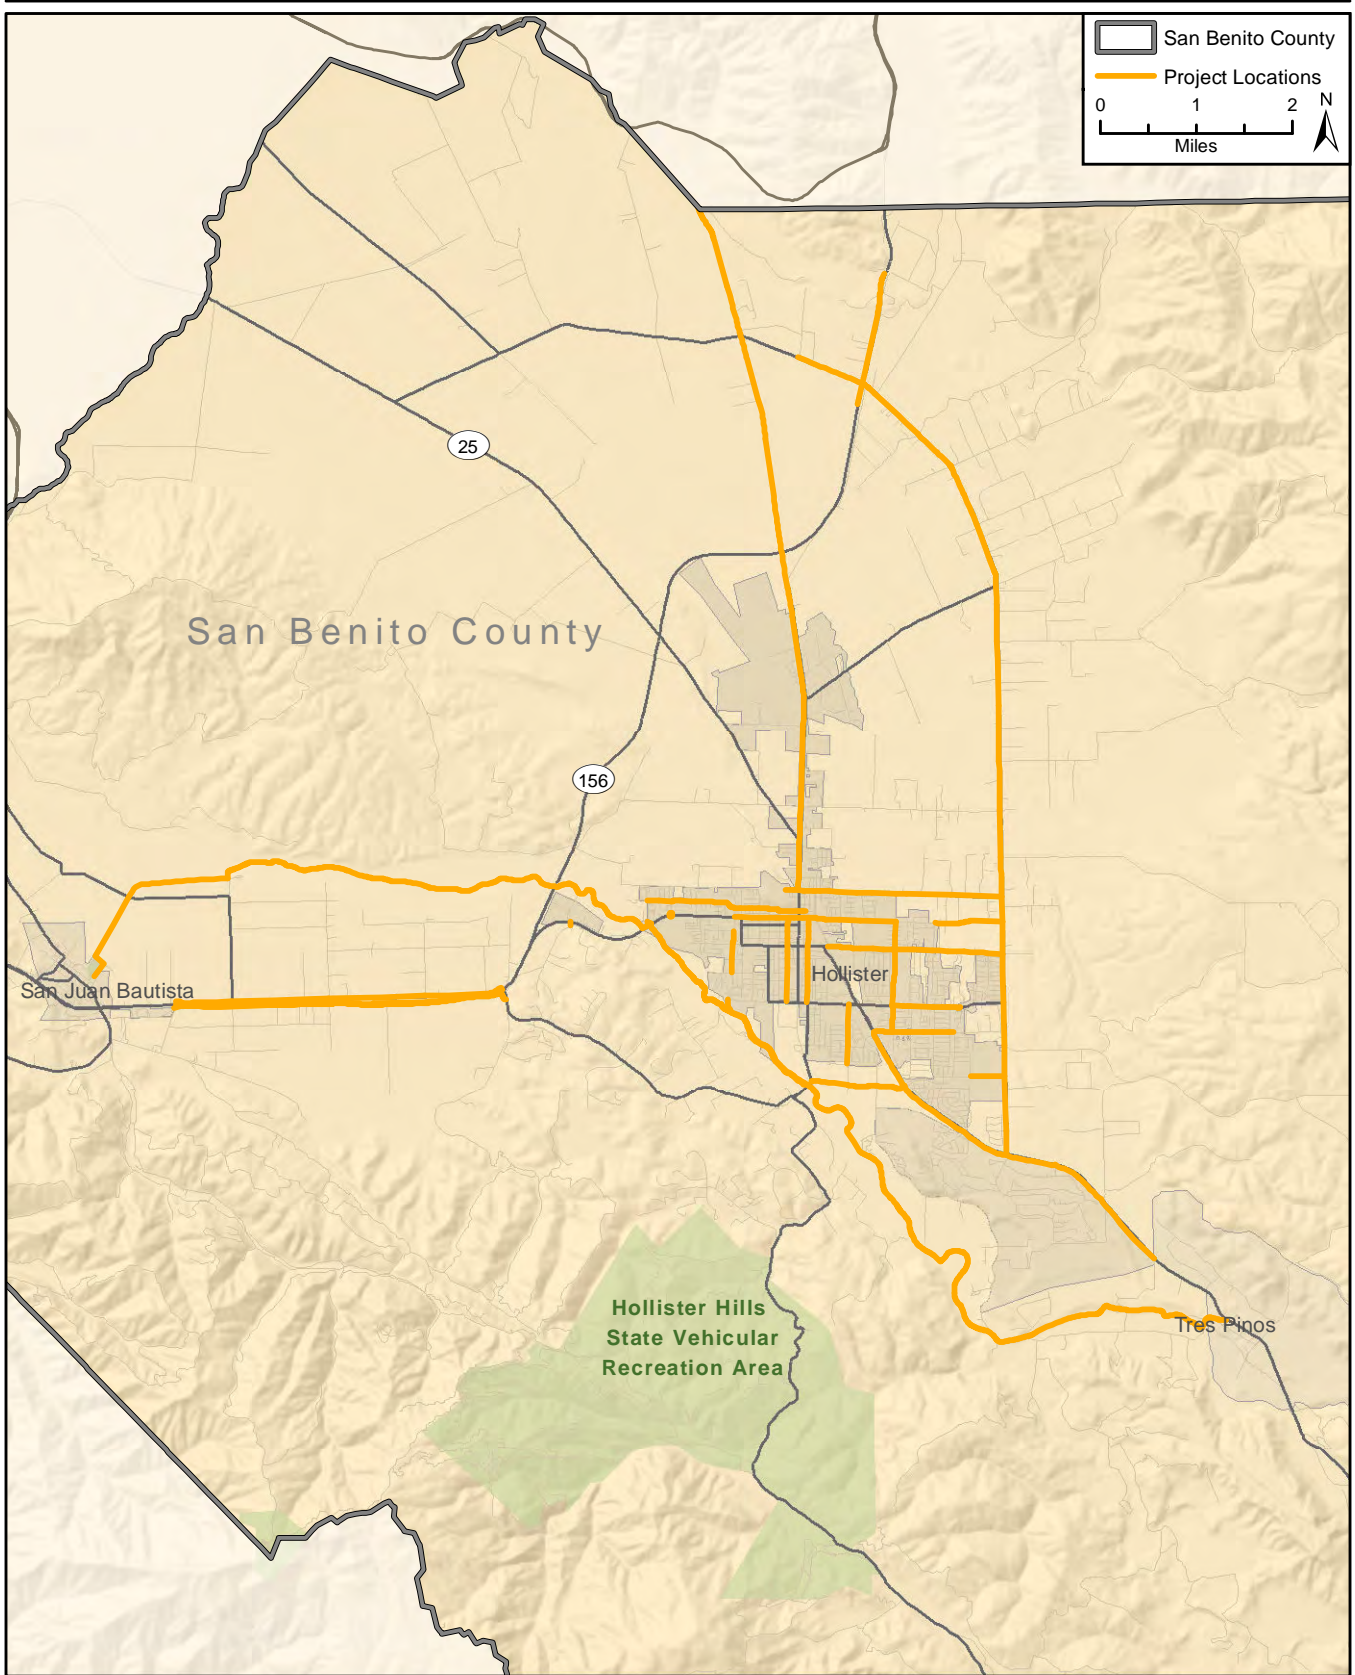 San Benito County
Project Locations
0 1 2 N
Miles
25
San Benito County
156
Hollister
San Juan Bautista
Hollister Hills
State Vehicular
Recreation Area
Tres Pinos